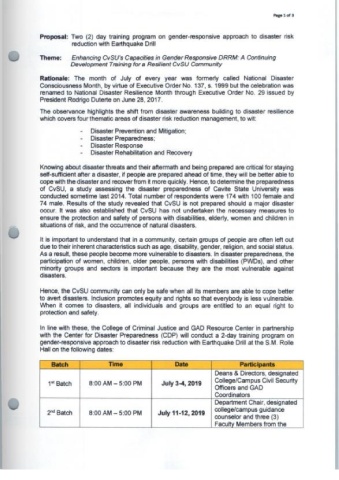 Page 1 of 3
Proposal: Two (2) day training program on gender-responsive approach to disaster risk
reduction with Earthquake Drill
Theme: Enhancing CvSU's Capacities in Gender Responsive DRRM: A Continuing
Development Training for a Resilient CvSU Community
Rationale: The month of July of every year was formerly called National Disaster
Consciousness Month, by virtue of Executive Order No. 137, s. 1999 but the celebration was
renamed to National Disaster Resilience Month through Executive Order No. 29 issued by
President Rodrigo Duterte on June 28, 2017.
The observance highlights the shift from disaster awareness building to disaster resilience
which covers four thematic areas of disaster risk reduction management, to wit:
- Disaster Prevention and Mitigation;
- Disaster Preparedness;
- Disaster Response
- Disaster Rehabilitation and Recovery
Knowing about disaster threats and their aftermath and being prepared are critical for staying
self-sufficient after a disaster, if people are prepared ahead of time, they will be better able to
cope with the disaster and recover from it more quickly. Hence, to determine the preparedness
of CvSU, a study assessing the disaster preparedness of Cavite State University was
conducted sometime last 2014. Total number of respondents were 174 with 100 female and
74 male. Results of the study revealed that CvSU is not prepared should a major disaster
occur. It was also established that CvSU has not undertaken the necessary measures to
ensure the protection and safety of persons with disabilities, elderly, women and children in
situations of risk, and the occurrence of natural disasters.
It is important to understand that in a community, certain groups of people are often left out
due to their inherent characteristics such as age, disability, gender, religion, and social status.
As a result, these people become more vulnerable to disasters. In disaster preparedness, the
participation of women, children, older people, persons with disabilities (PWDs), and other
minority groups and sectors is important because they are the most vulnerable against
disasters.
Hence, the CvSU community can only be safe when all its members are able to cope better
to avert disasters. Inclusion promotes equity and rights so that everybody is less vulnerable.
When it comes to disasters, all individuals and groups are entitled to an equal right to
protection and safety.
In line with these, the College of Criminal Justice and GAD Resource Center in partnership
with the Center for Disaster Preparedness (CDP) will conduct a 2-day training program on
gender-responsive approach to disaster risk reduction with Earthquake Drill at the S.M. Rolle
Hall on the following dates:
Batch Time Date Participants
1st Batch 8:00 AM – 5:00 PM July 3-4, 2019 Deans & Directors, designated
College/Campus Civil Security
Officers and GAD
Coordinators
2nd Batch 8:00 AM – 5:00 PM July 11-12, 2019 Department Chair, designated
college/campus guidance
counselor and three (3)
Faculty Members from the